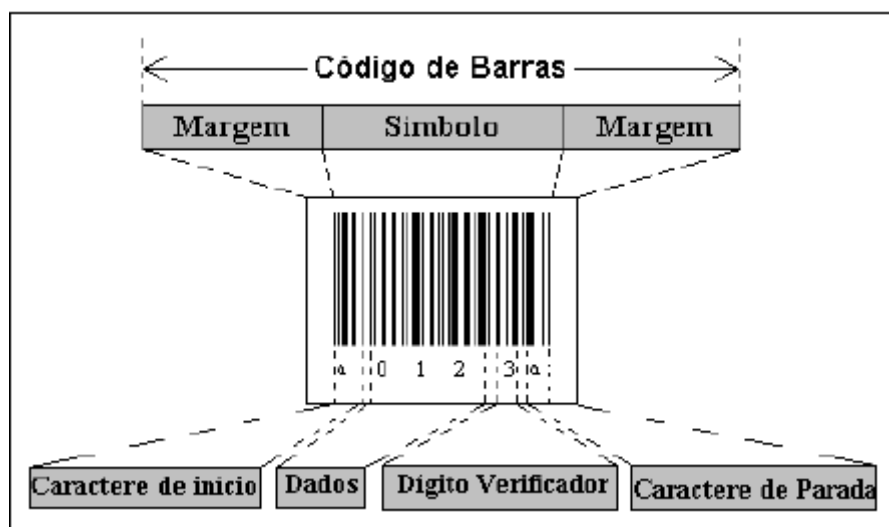 Código de Barras
Margem Simbolo Margem
a 0 1 2 3 a
Caractere de inicio Dados Dígito Verificador Caractere de Parada